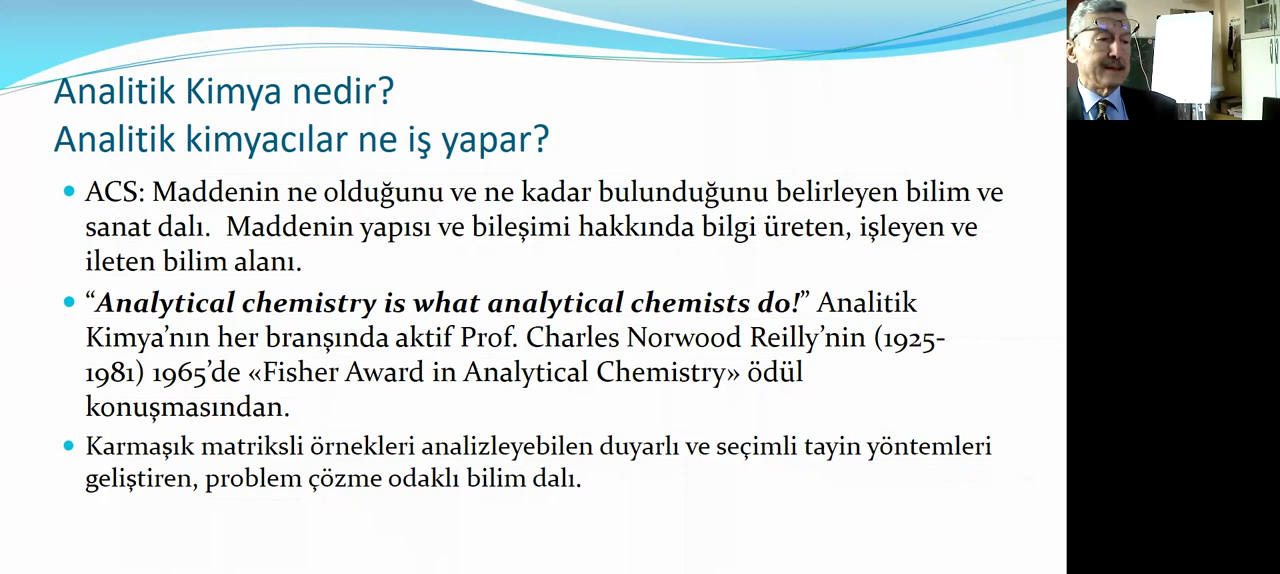 Analitik Kimya nedir?
Analitik kimyacılar ne iş yapar?
ACS: Maddenin ne olduğunu ve ne kadar bulunduğunu belirleyen bilim ve
sanat dalı.  Maddenin yapısı ve bileşimi hakkında bilgi üreten, işleyen ve
ileten bilim alanı.
“Analytical chemistry is what analytical chemists do!” Analitik
Kimya’nın her branşında aktif Prof. Charles Norwood Reilly’nin (1925-
1981) 1965’de «Fisher Award in Analytical Chemistry» ödül
konuşmasından.
Karmaşık matriksli örnekleri analizleyebilen duyarlı ve seçimli tayin yöntemleri
geliştiren, problem çözme odaklı bilim dalı.